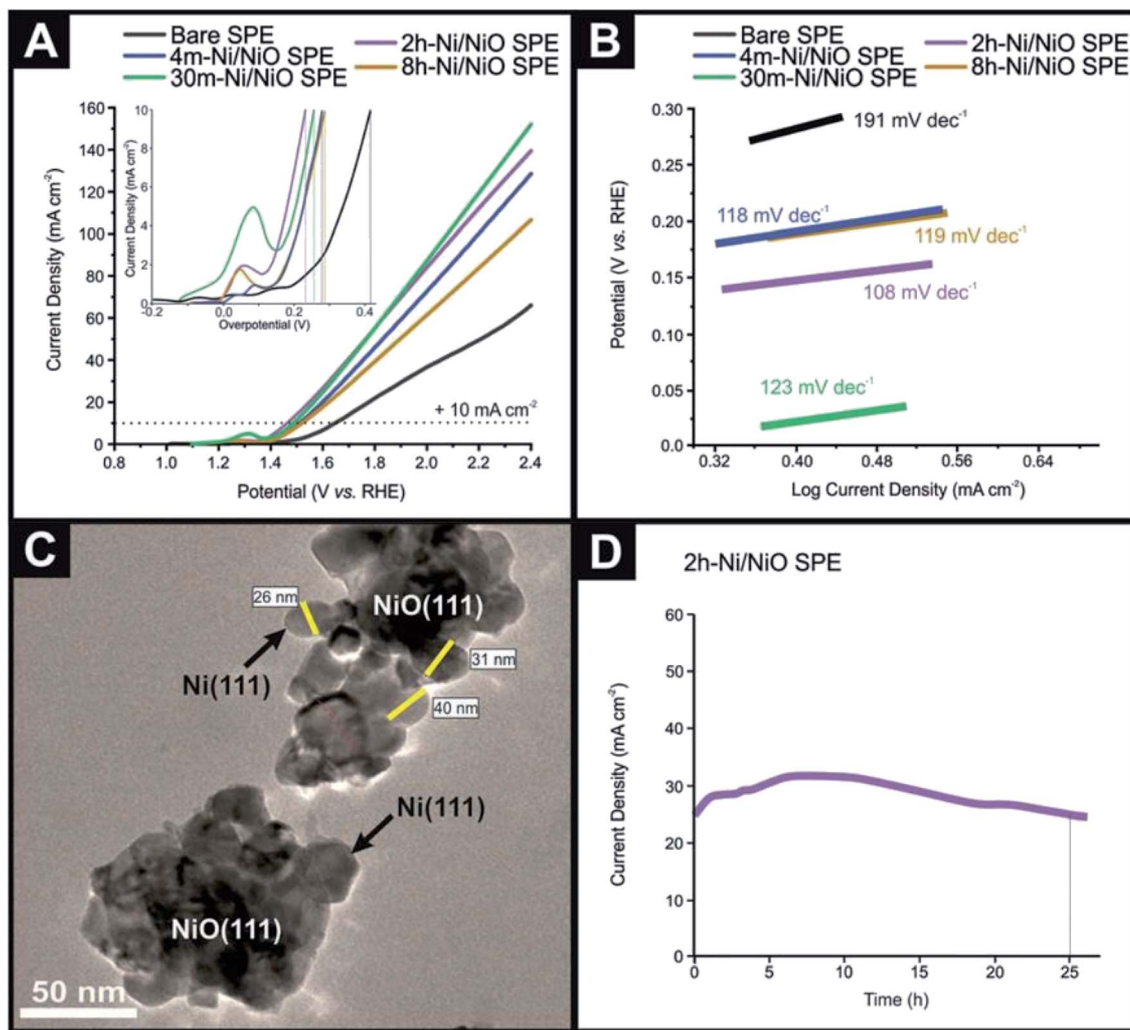 A
Bare SPE
4m-Ni/NiO SPE
30m-Ni/NiO SPE
2h-Ni/NiO SPE
8h-Ni/NiO SPE
160
140
120
100
80
60
40
20
0
Current Density (mA cm⁻²)
0.8 1.0 1.2 1.4 1.6 1.8 2.0 2.2 2.4
Potential (V vs. RHE)
+ 10 mA cm⁻²
10
8
6
4
2
0
Current Density (mA cm⁻²)
-0.2 0.0 0.2 0.4
Overpotential (V)
B
Bare SPE
4m-Ni/NiO SPE
30m-Ni/NiO SPE
2h-Ni/NiO SPE
8h-Ni/NiO SPE
0.30
0.25
0.20
0.15
0.10
0.05
0.0
Potential (V vs. RHE)
191 mV dec⁻¹
118 mV dec⁻¹
119 mV dec⁻¹
108 mV dec⁻¹
123 mV dec⁻¹
0.32 0.40 0.48 0.56 0.64
Log Current Density (mA cm⁻²)
C
26 nm
NiO(111)
31 nm
Ni(111)
40 nm
Ni(111)
NiO(111)
50 nm
D
2h-Ni/NiO SPE
60
50
40
30
20
10
0
Current Density (mA cm⁻²)
0 5 10 15 20 25
Time (h)